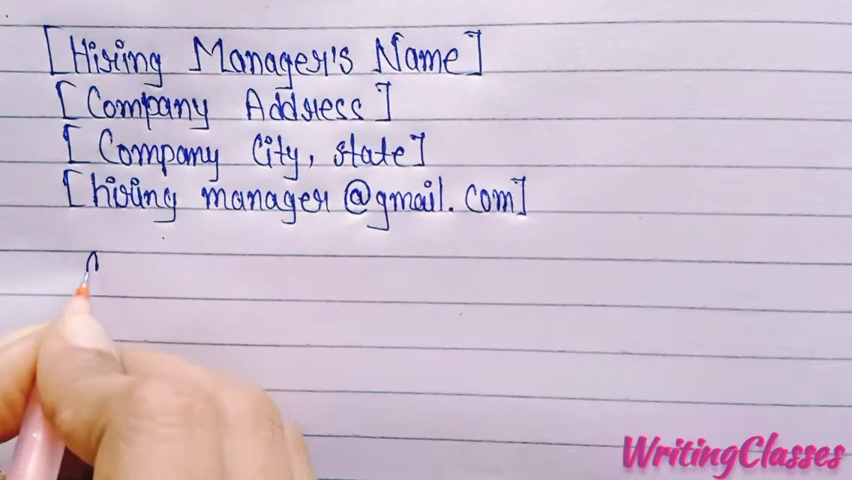 [Hiring Manager's Name]
[Company Address]
[Company City, state]
[hiring manager@gmail.com]
WritingClasses